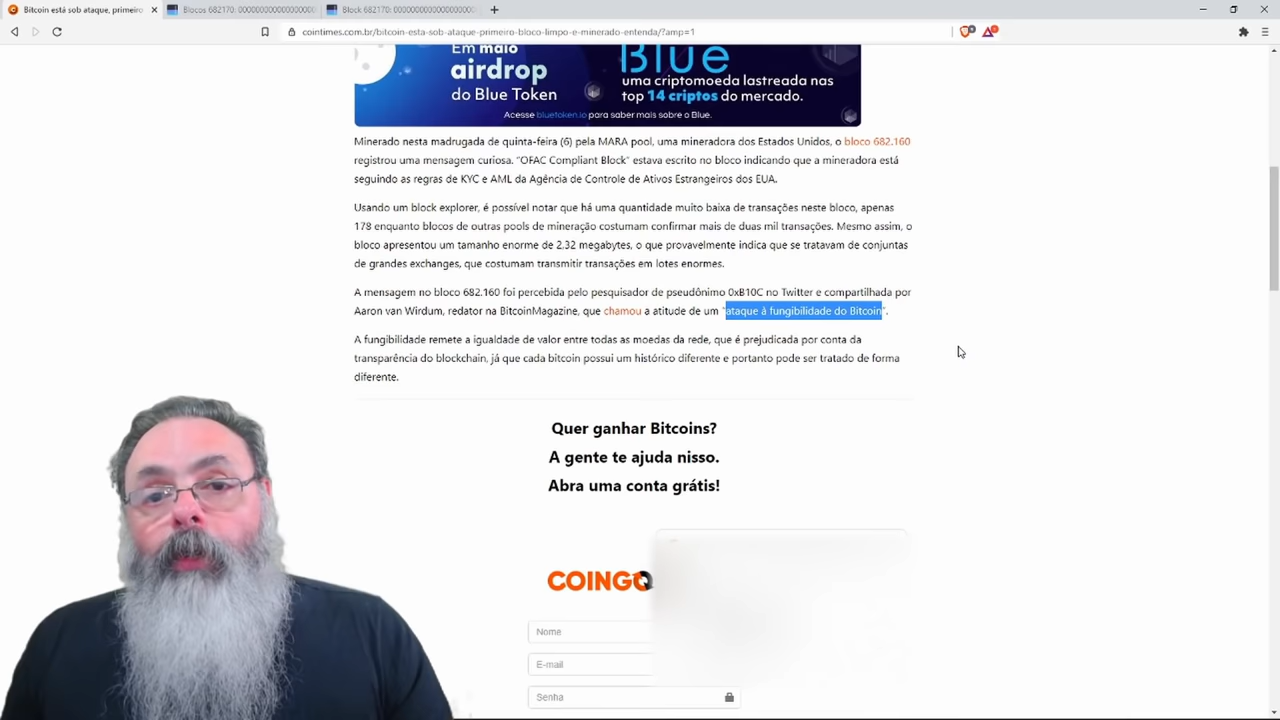 Bitcoin está sob ataque, primeiro
Blocos 682170: 0000000000000
Block 682170: 0000000000000
cointimes.com.br/bitcoin-esta-sob-ataque-primeiro-bloco-limpo-e-minerado-entenda/?amp=1
Em maio
airdrop
do Blue Token
Blue
uma criptomoeda lastreada nas
top 14 criptos do mercado.
Acesse bluetoken.io para saber mais sobre o Blue.
Minerado nesta madrugada de quinta-feira (6) pela MARA pool, uma mineradora dos Estados Unidos, o bloco 682.160
registrou uma mensagem curiosa. “OFAC Compliant Block” estava escrito no bloco indicando que a mineradora está
seguindo as regras de KYC e AML da Agência de Controle de Ativos Estrangeiros dos EUA.
Usando um block explorer, é possível notar que há uma quantidade muito baixa de transações neste bloco, apenas
178 enquanto blocos de outras pools de mineração costumam confirmar mais de duas mil transações. Mesmo assim, o
bloco apresentou um tamanho enorme de 2,32 megabytes, o que provavelmente indica que se tratavam de conjuntas
de grandes exchanges, que costumam transmitir transações em lotes enormes.
A mensagem no bloco 682.160 foi percebida pelo pesquisador de pseudônimo 0xB10C no Twitter e compartilhada por
Aaron van Wirdum, redator na BitcoinMagazine, que chamou a atitude de um “ataque à fungibilidade do Bitcoin”.
A fungibilidade remete a igualdade de valor entre todas as moedas da rede, que é prejudicada por conta da
transparência do blockchain, já que cada bitcoin possui um histórico diferente e portanto pode ser tratado de forma
diferente.
Quer ganhar Bitcoins?
A gente te ajuda nisso.
Abra uma conta grátis!
COINGO
Nome
E-mail
Senha